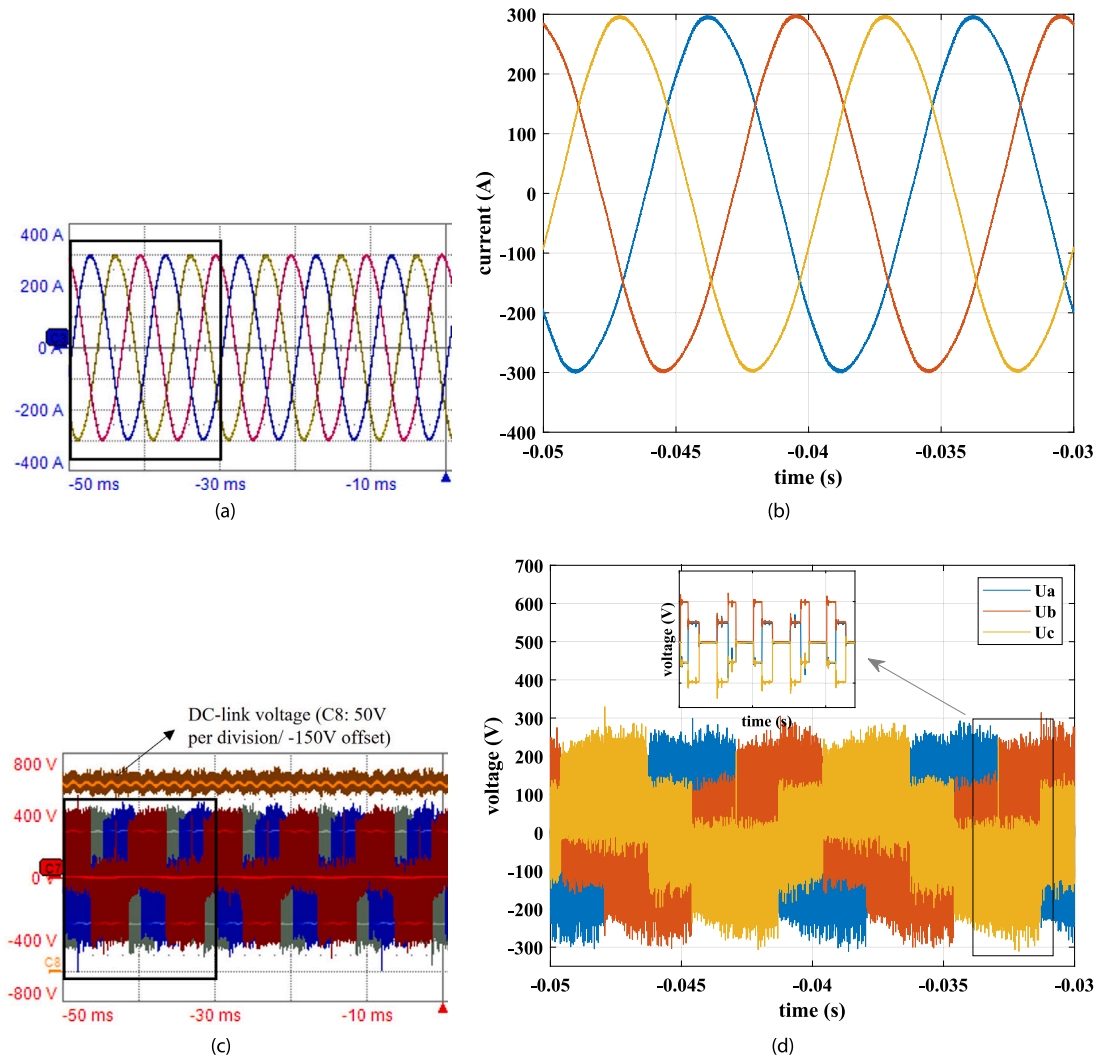 400 A
200 A
0 A
-200 A
-400 A
-50 ms
-30 ms
-10 ms
(a)
300
200
300
100
0
-100
-200
-300
-400
current (A)
-0.05
-0.045
-0.04
-0.035
-0.03
time (s)
(b)
DC-link voltage (C8: 50V
per division/ -150V offset)
800 V
400 V
C7
0 V
-400 V
C8
-800 V
-50 ms
-30 ms
-10 ms
(c)
700
600
500
400
300
200
100
0
-100
-200
-300
voltage (V)
voltage (V)
time (s)
Ua
Ub
Uc
-0.05
-0.045
-0.04
-0.035
-0.03
time (s)
(d)